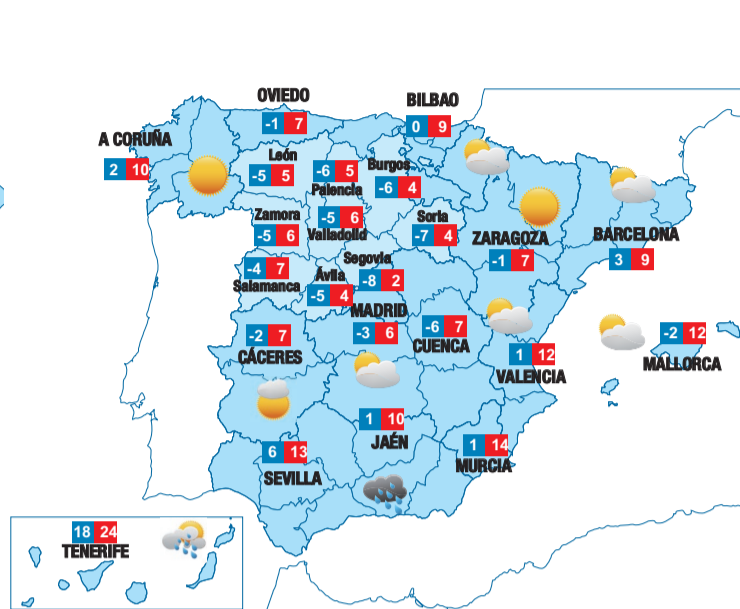 OVIEDO
-1 7
BILBAO
0 9
A CORUÑA
2 10
León
-5 5
-6 5
Palencia
Burgos
-6 4
Zamora
-5 6
-5 6
Valladolid
Soria
-7 4
ZARAGOZA
-1 7
BARCELONA
3 9
-4 7
Salamanca
Ávila
-5 4
Segovia
-8 2
MADRID
-3 6
-6 7
CUENCA
-2 7
CÁCERES
1 12
VALENCIA
-2 12
MALLORCA
1 10
JAÉN
6 13
SEVILLA
1 14
MURCIA
18 24
TENERIFE